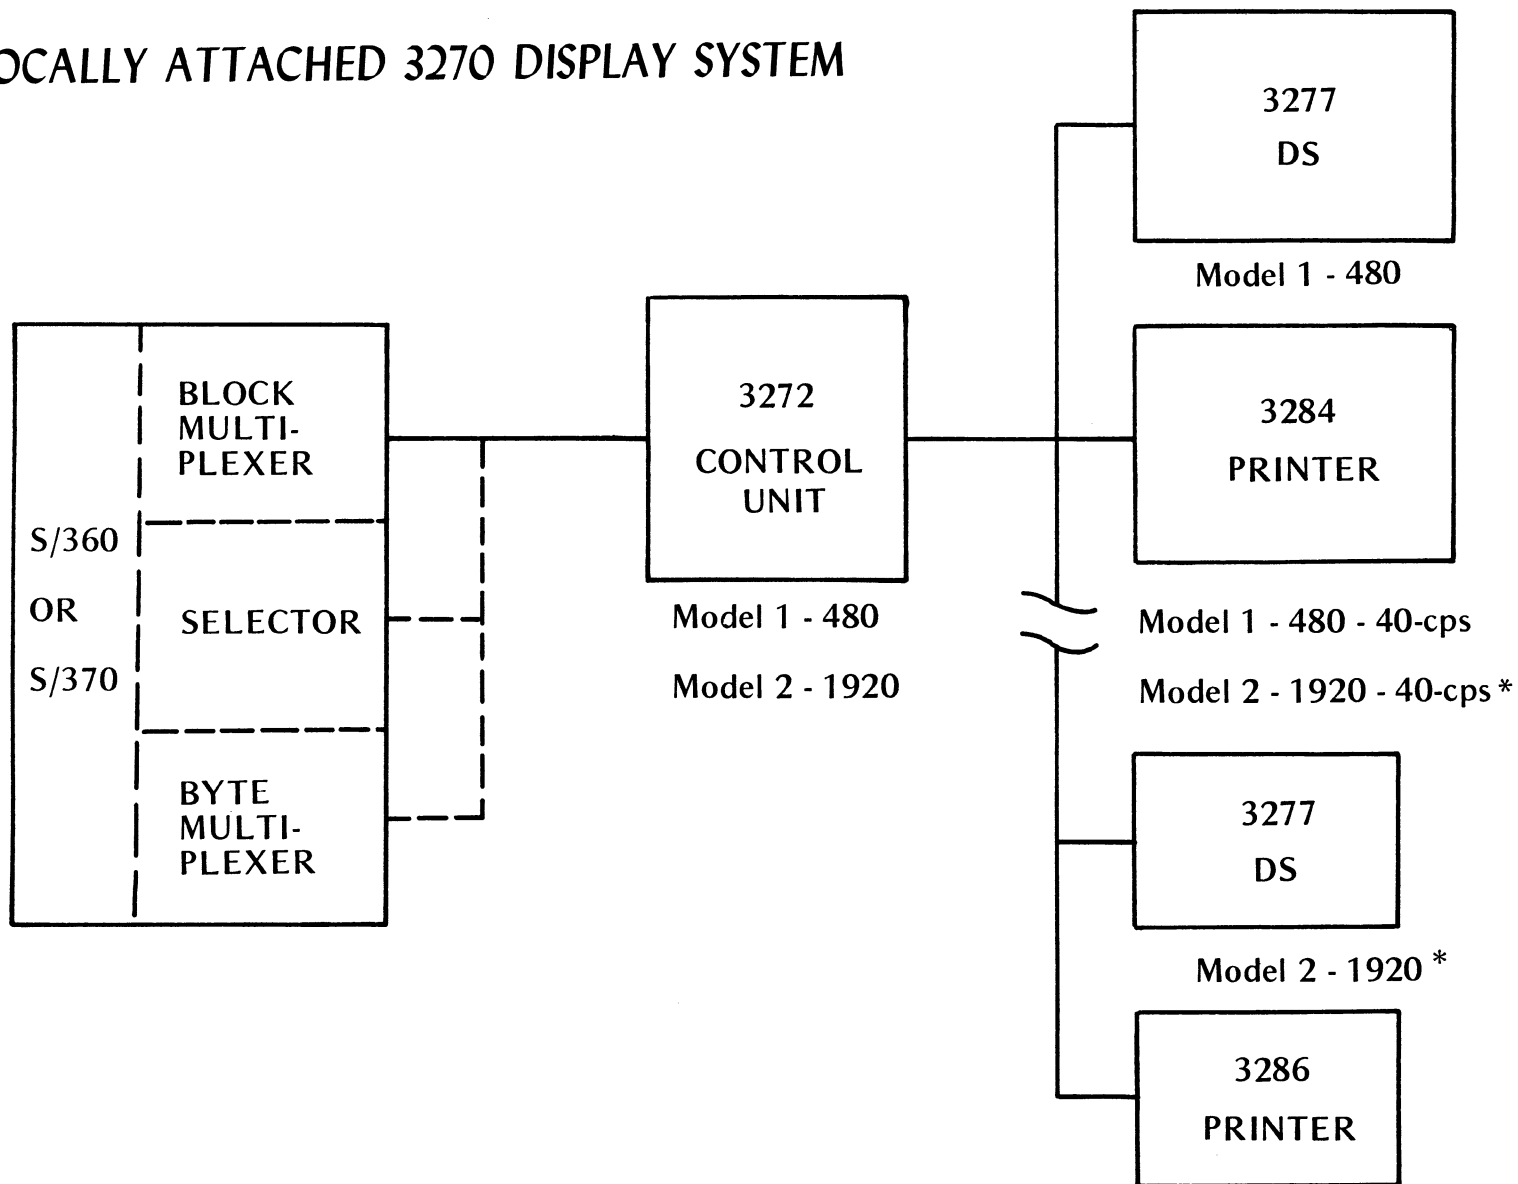 OCALLY ATTACHED 3270 DISPLAY SYSTEM
3277
DS
Model 1 - 480
BLOCK
MULTI-
PLEXER
S/360
OR
S/370
SELECTOR
BYTE
MULTI-
PLEXER
3272
CONTROL
UNIT
Model 1 - 480
Model 2 - 1920
3284
PRINTER
Model 1 - 480 - 40-cps
Model 2 - 1920 - 40-cps *
3277
DS
Model 2 - 1920 *
3286
PRINTER